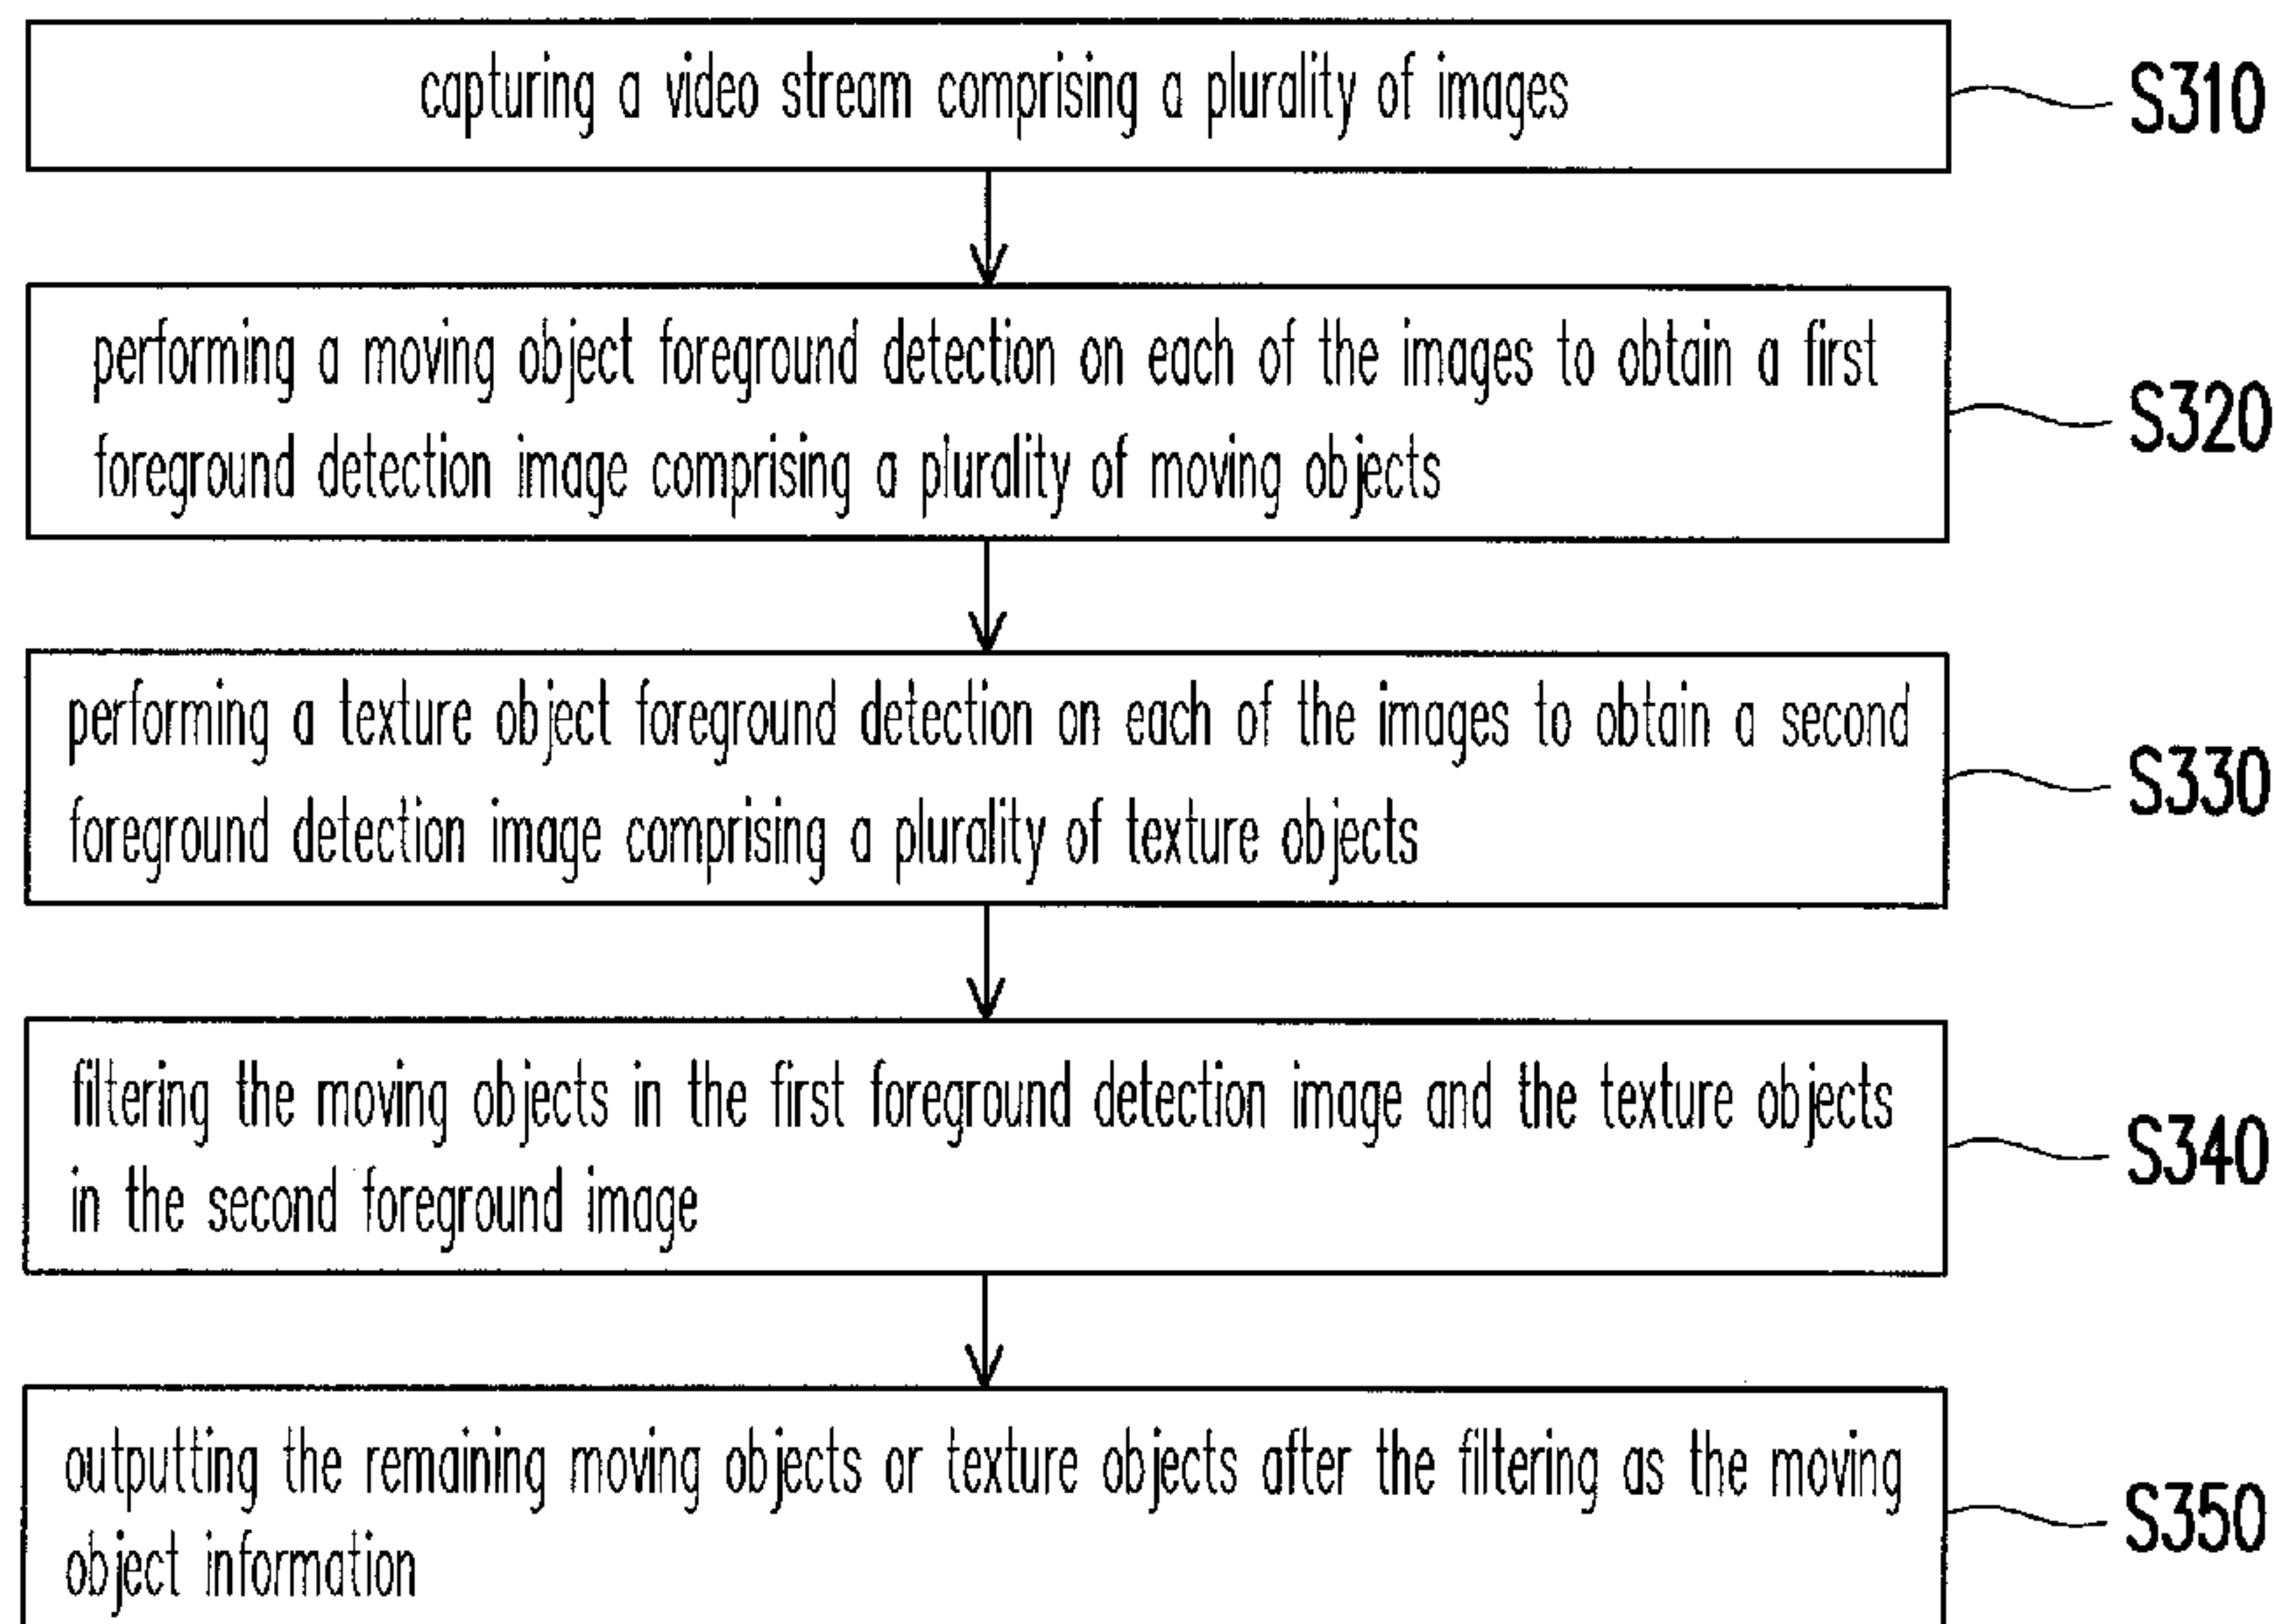 capturing a video stream comprising a plurality of images
S310
performing a moving object foreground detection on each of the images to obtain a first
foreground detection image comprising a plurality of moving objects
S320
performing a texture object foreground detection on each of the images to obtain a second
foreground detection image comprising a plurality of texture objects
S330
filtering the moving objects in the first foreground detection image and the texture objects
in the second foreground image
S340
outputting the remaining moving objects or texture objects after the filtering as the moving
object information
S350